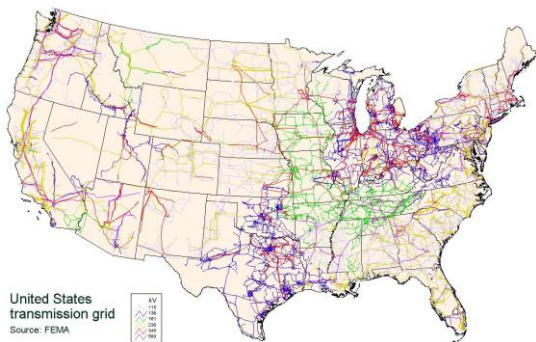 United States
transmission grid
Source: FEMA
kV
115
138
161
230
345
500